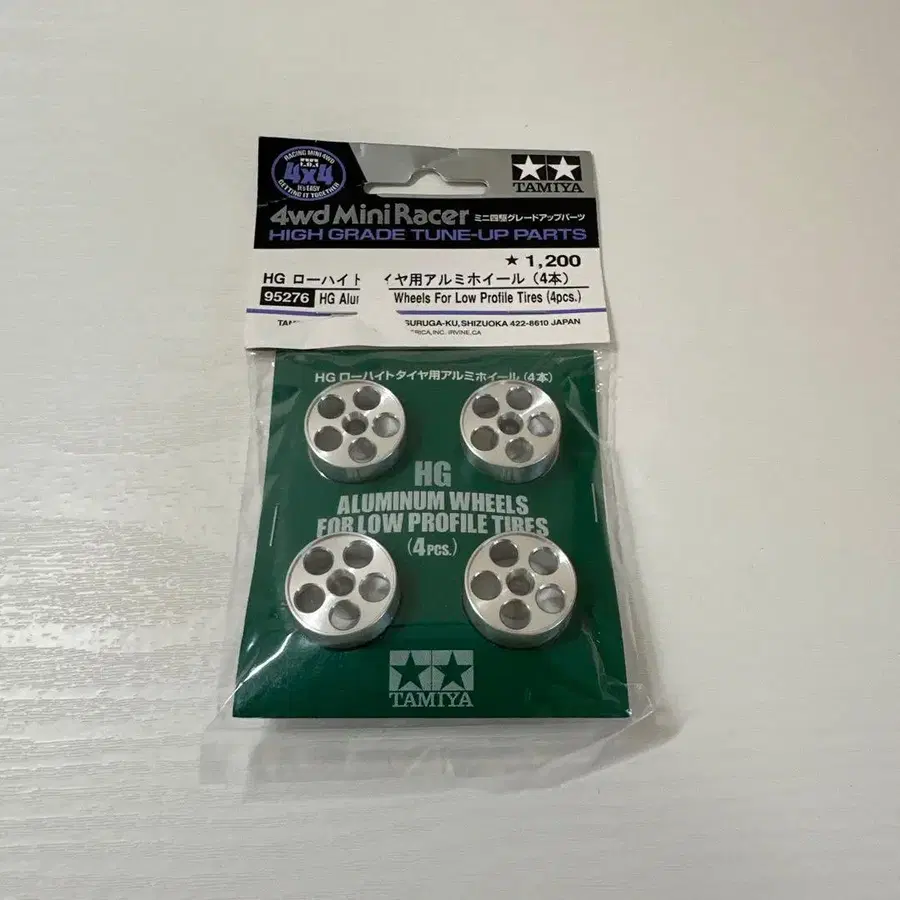 RACING MINI 4WD
4x4
It's EASY
GETTING IT TOGETHER
TAMIYA
4wd Mini Racer ミニ四駆グレードアップパーツ
HIGH GRADE TUNE-UP PARTS
★ 1,200
HG ローハイト イヤ用アルミホイール (4本)
95276 HG Alu Wheels For Low Profile Tires (4pcs.)
SURUGA-KU, SHIZUOKA 422-8610 JAPAN
RICA, INC. IRVINE, CA
HG ローハイトタイヤ用アルミホイール (4本)
HG
ALUMINUM WHEELS
FOR LOW PROFILE TIRES
(4 PCS.)
TAMIYA